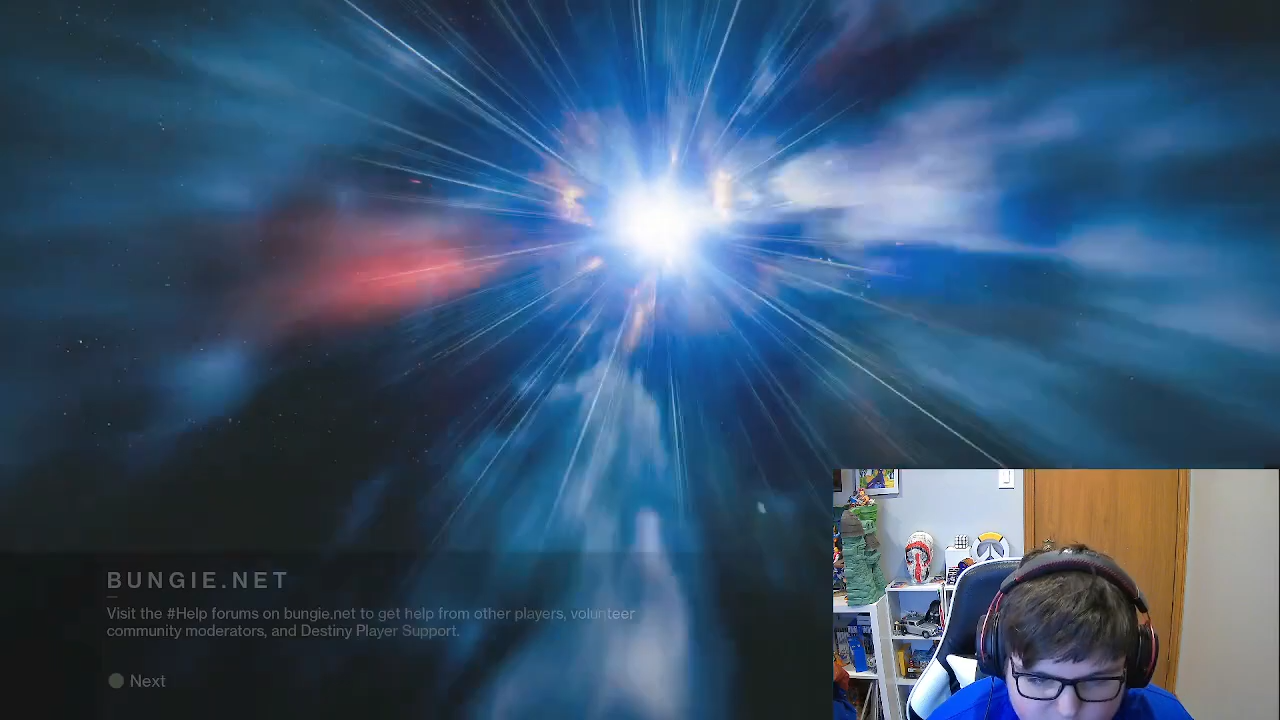 BUNGIE.NET
Visit the #Help forums on bungie.net to get help from other players, volunteer
community moderators, and Destiny Player Support.
Next